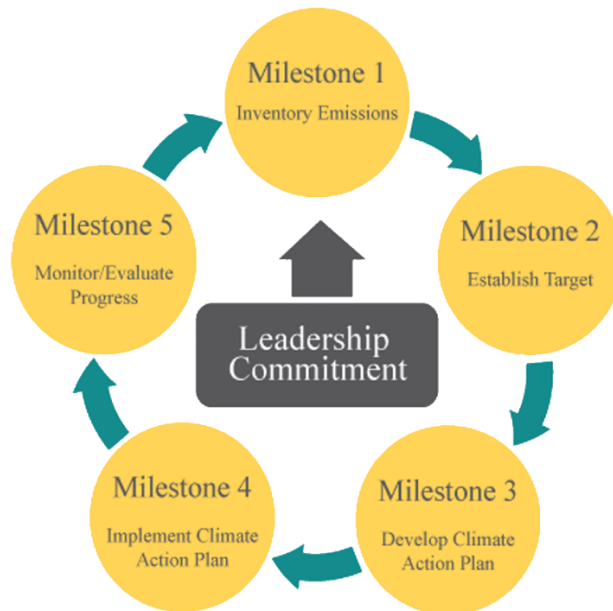 Milestone 1
Inventory Emissions
Milestone 2
Establish Target
Milestone 3
Develop Climate
Action Plan
Milestone 4
Implement Climate
Action Plan
Milestone 5
Monitor/Evaluate
Progress
Leadership
Commitment